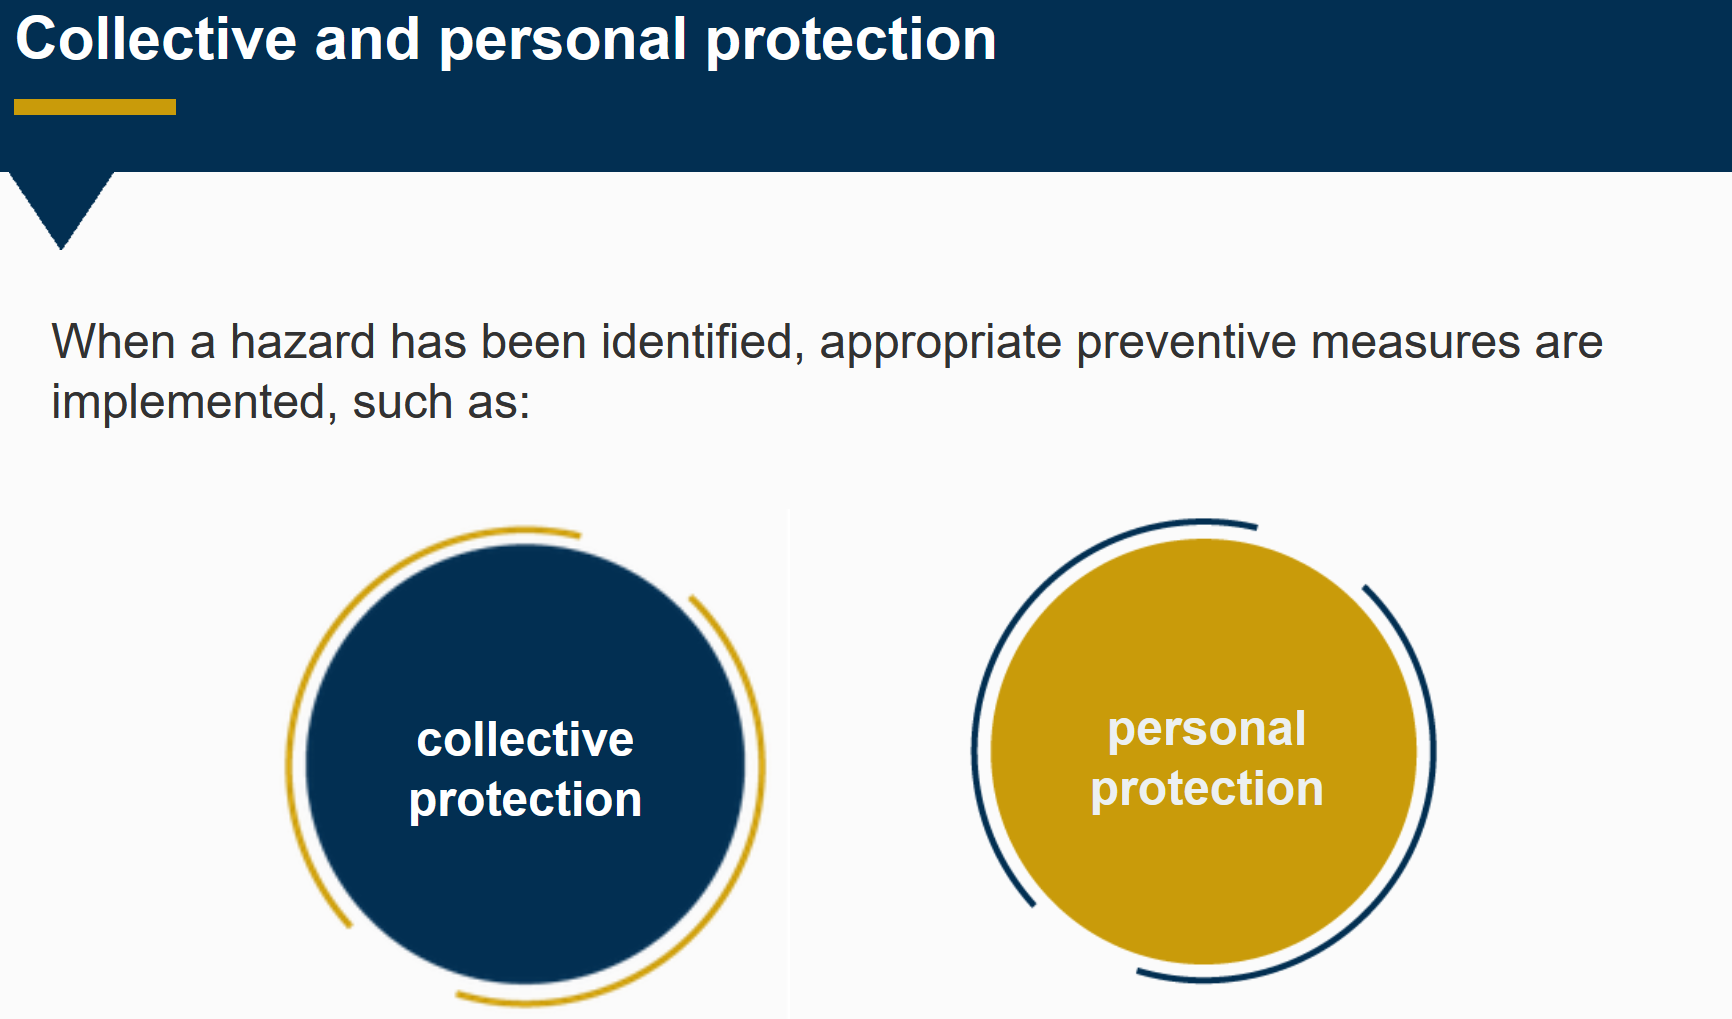 Collective and personal protection
When a hazard has been identified, appropriate preventive measures are
implemented, such as:
collective
protection
personal
protection